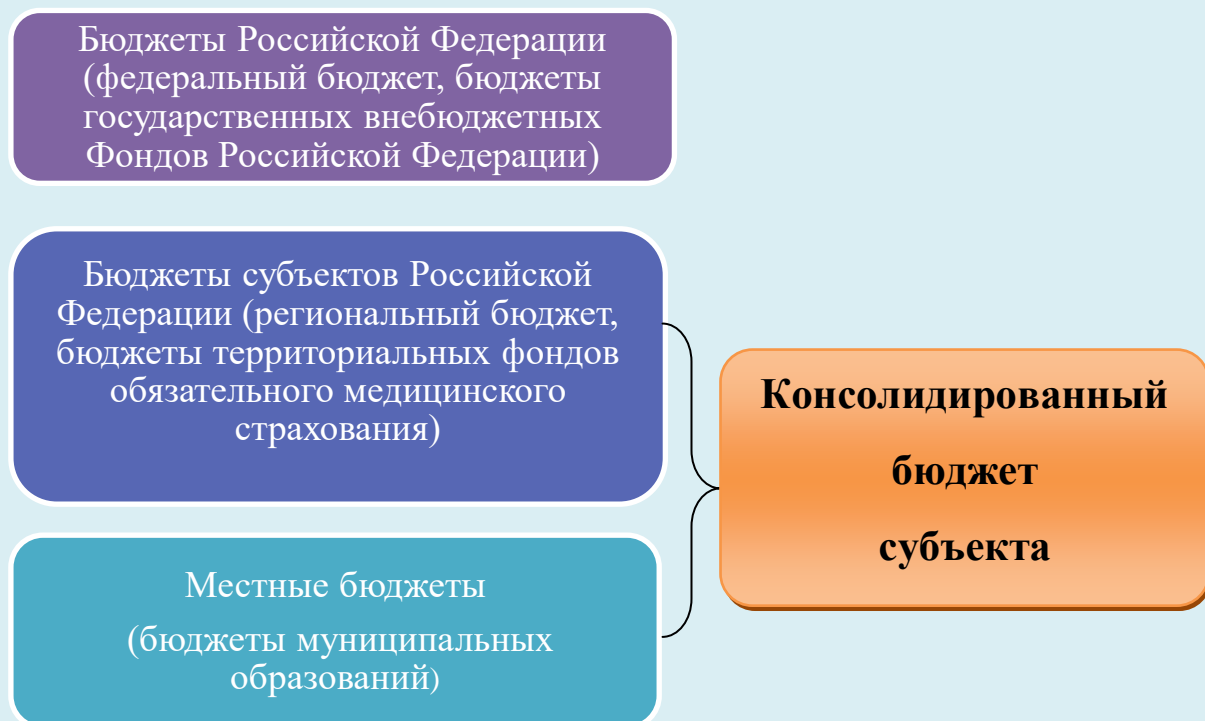 Бюджеты Российской Федерации
(федеральный бюджет, бюджеты
государственных внебюджетных
Фондов Российской Федерации)
Бюджеты субъектов Российской
Федерации (региональный бюджет,
бюджеты территориальных фондов
обязательного медицинского
страхования)
Консолидированный
бюджет
субъекта
Местные бюджеты
(бюджеты муниципальных
образований)